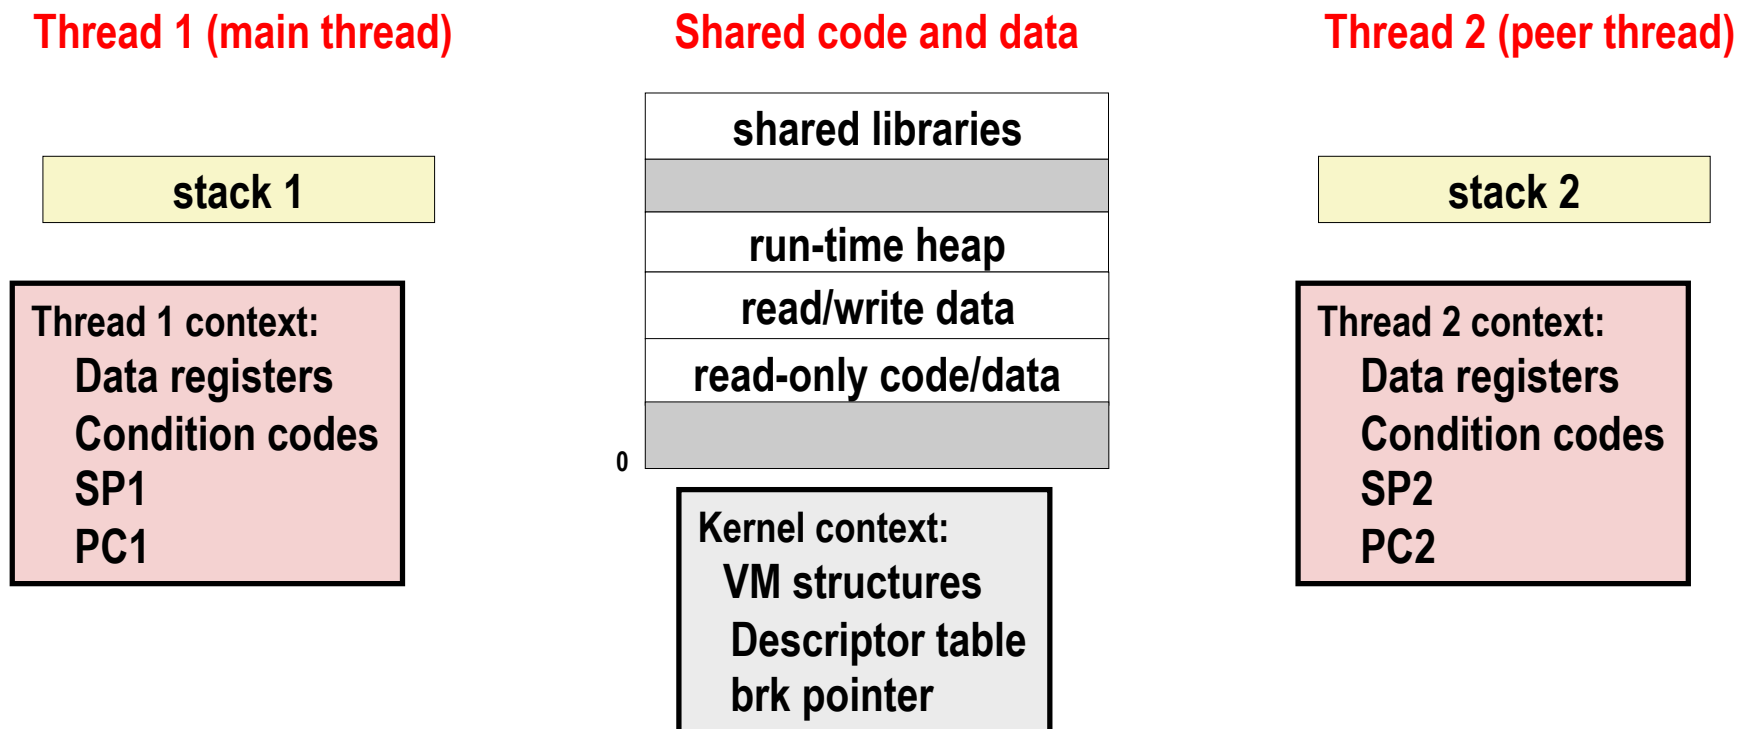 Thread 1 (main thread)
Shared code and data
Thread 2 (peer thread)
stack 1
Thread 1 context:
Data registers
Condition codes
SP1
PC1
shared libraries
run-time heap
read/write data
read-only code/data
0
Kernel context:
VM structures
Descriptor table
brk pointer
stack 2
Thread 2 context:
Data registers
Condition codes
SP2
PC2